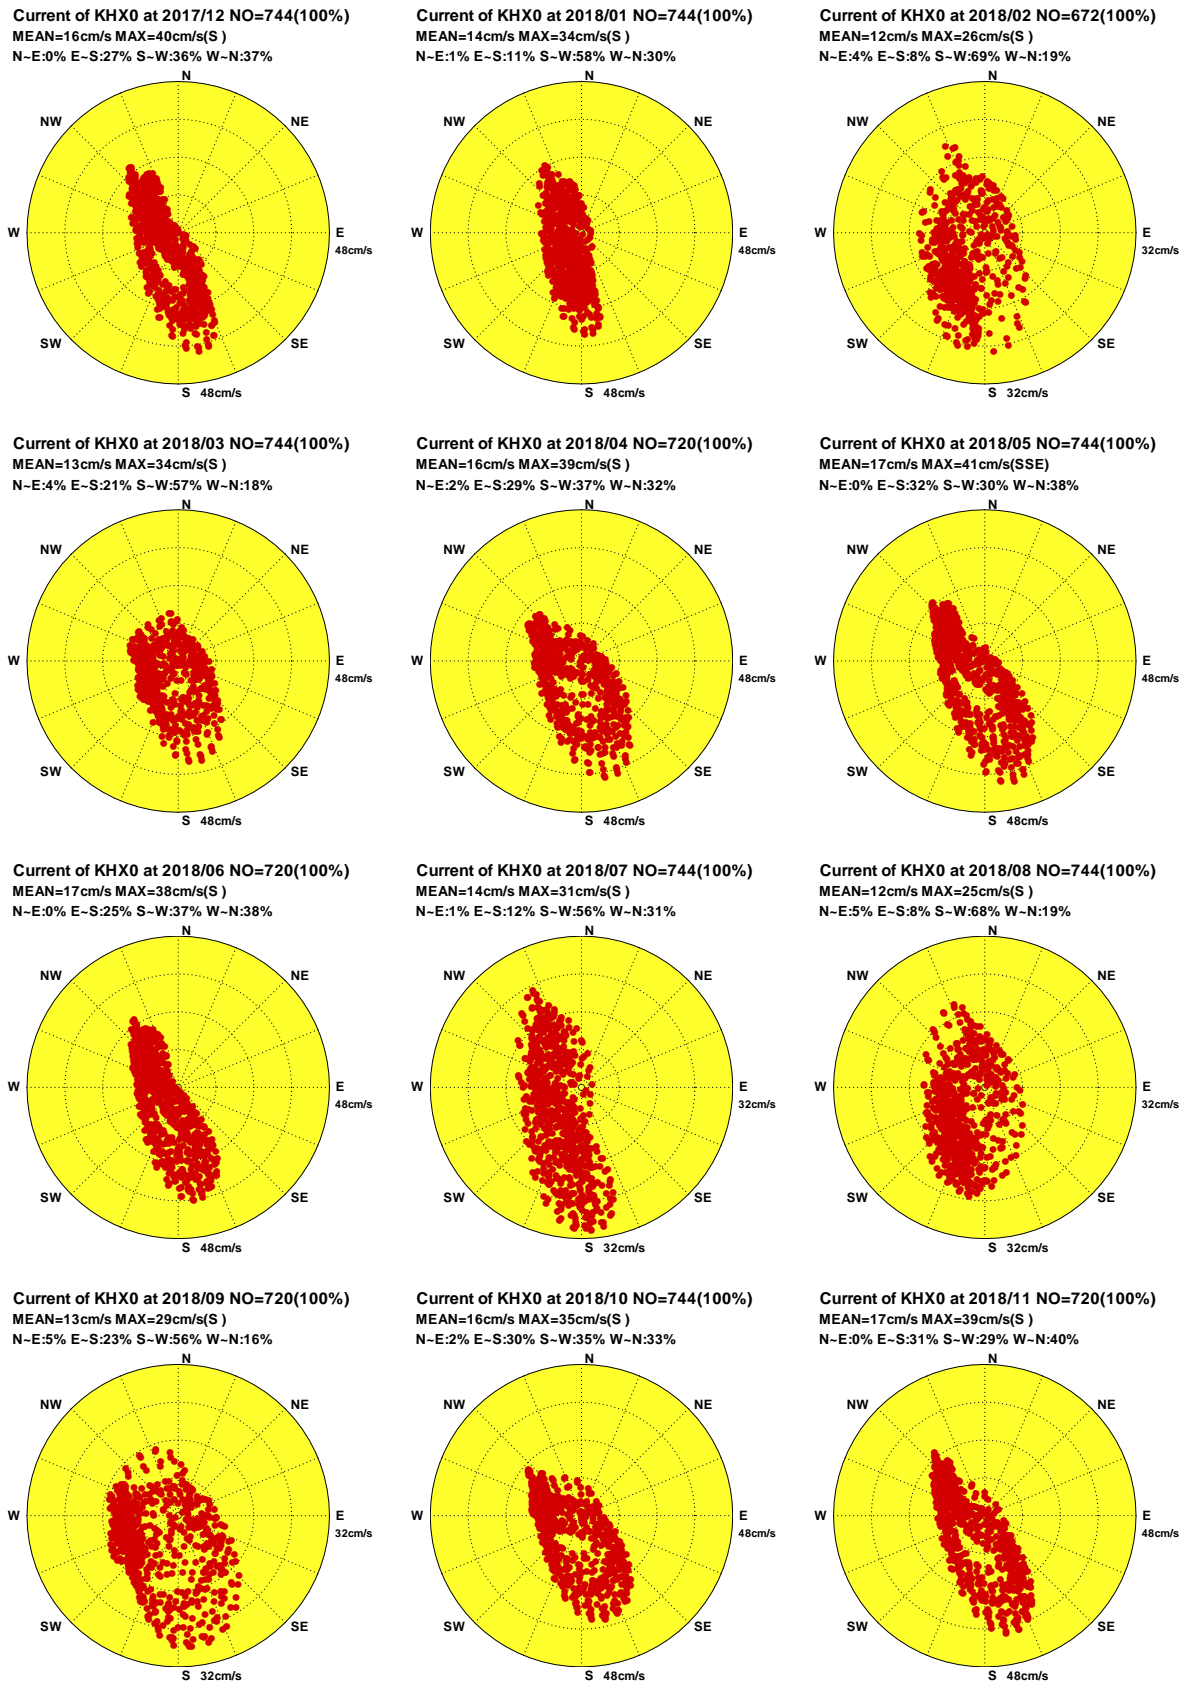 Current of KHX0 at 2017/12 NO=744(100%)
MEAN=16cm/s MAX=40cm/s(S )
N~E:0% E~S:27% S~W:36% W~N:37%
N
NW
NE
W
E
48cm/s
SW
SE
S 48cm/s
Current of KHX0 at 2018/01 NO=744(100%)
MEAN=14cm/s MAX=34cm/s(S )
N~E:1% E~S:11% S~W:58% W~N:30%
N
NW
NE
W
E
48cm/s
SW
SE
S 48cm/s
Current of KHX0 at 2018/02 NO=672(100%)
MEAN=12cm/s MAX=26cm/s(S )
N~E:4% E~S:8% S~W:69% W~N:19%
N
NW
NE
W
E
32cm/s
SW
SE
S 32cm/s
Current of KHX0 at 2018/03 NO=744(100%)
MEAN=13cm/s MAX=34cm/s(S )
N~E:4% E~S:21% S~W:57% W~N:18%
N
NW
NE
W
E
48cm/s
SW
SE
S 48cm/s
Current of KHX0 at 2018/04 NO=720(100%)
MEAN=16cm/s MAX=39cm/s(S )
N~E:2% E~S:29% S~W:37% W~N:32%
N
NW
NE
W
E
48cm/s
SW
SE
S 48cm/s
Current of KHX0 at 2018/05 NO=744(100%)
MEAN=17cm/s MAX=41cm/s(SSE)
N~E:0% E~S:32% S~W:30% W~N:38%
N
NW
NE
W
E
48cm/s
SW
SE
S 48cm/s
Current of KHX0 at 2018/06 NO=720(100%)
MEAN=17cm/s MAX=38cm/s(S )
N~E:0% E~S:25% S~W:37% W~N:38%
N
NW
NE
W
E
48cm/s
SW
SE
S 48cm/s
Current of KHX0 at 2018/07 NO=744(100%)
MEAN=14cm/s MAX=31cm/s(S )
N~E:1% E~S:12% S~W:56% W~N:31%
N
NW
NE
W
E
32cm/s
SW
SE
S 32cm/s
Current of KHX0 at 2018/08 NO=744(100%)
MEAN=12cm/s MAX=25cm/s(S )
N~E:5% E~S:8% S~W:68% W~N:19%
N
NW
NE
W
E
32cm/s
SW
SE
S 32cm/s
Current of KHX0 at 2018/09 NO=720(100%)
MEAN=13cm/s MAX=29cm/s(S )
N~E:5% E~S:23% S~W:56% W~N:16%
N
NW
NE
W
E
32cm/s
SW
SE
S 32cm/s
Current of KHX0 at 2018/10 NO=744(100%)
MEAN=16cm/s MAX=35cm/s(S )
N~E:2% E~S:30% S~W:35% W~N:33%
N
NW
NE
W
E
48cm/s
SW
SE
S 48cm/s
Current of KHX0 at 2018/11 NO=720(100%)
MEAN=17cm/s MAX=39cm/s(S )
N~E:0% E~S:31% S~W:29% W~N:40%
N
NW
NE
W
E
48cm/s
SW
SE
S 48cm/s